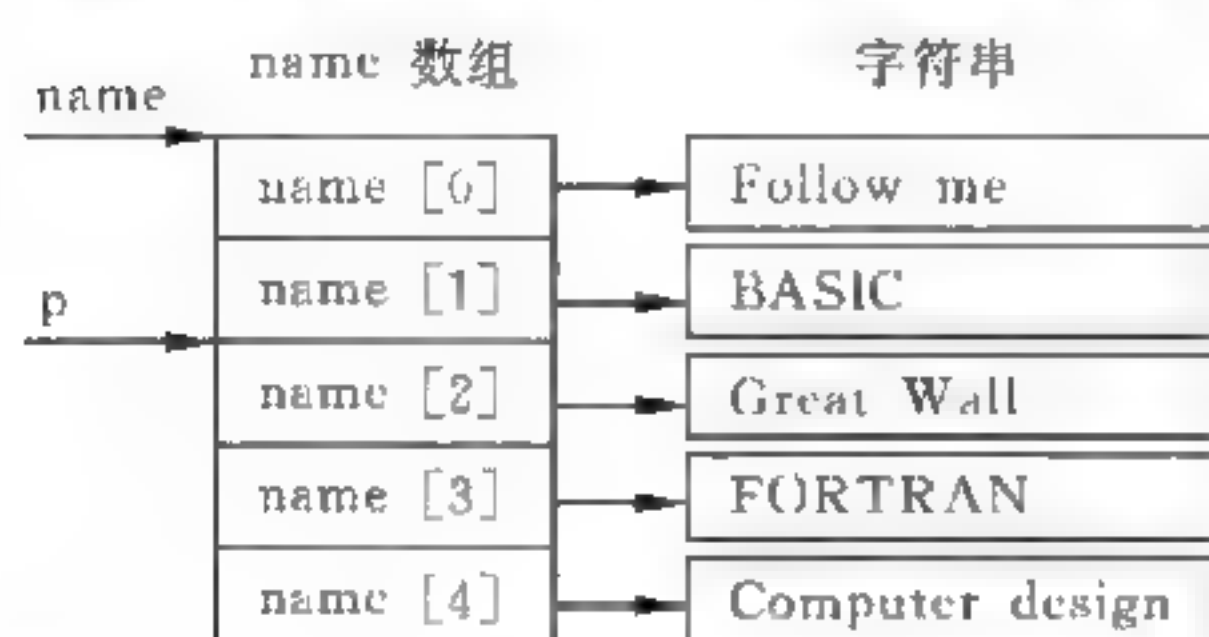 name 数组 字符串
name
name [0] Follow me
name [1] BASIC
p
name [2] Great Wall
name [3] FORTRAN
name [4] Computer design